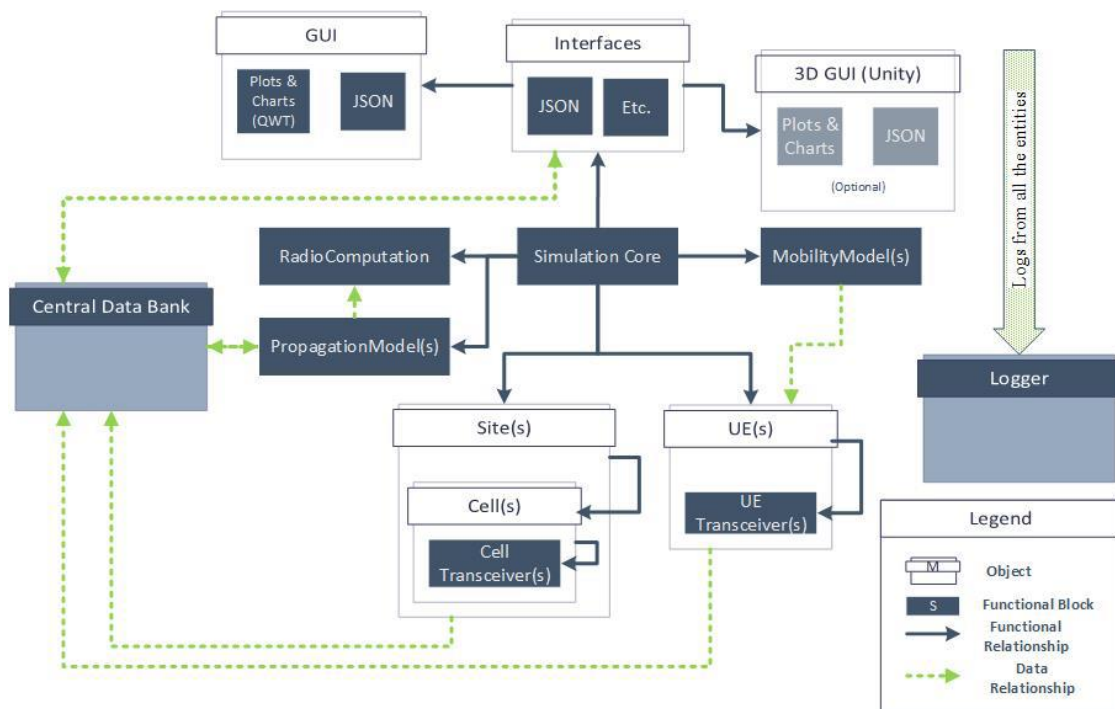 GUI
Plots &
Charts
(QWT)
JSON
Interfaces
JSON
Etc.
3D GUI (Unity)
Plots &
Charts
JSON
(Optional)
Logs from all the entities
RadioComputation
Simulation Core
MobilityModel(s)
Central Data Bank
PropagationModel(s)
Logger
Site(s)
UE(s)
Cell(s)
Cell
Transceiver(s)
UE
Transceiver(s)
Legend
M
Object
S
Functional Block
Functional
Relationship
Data
Relationship